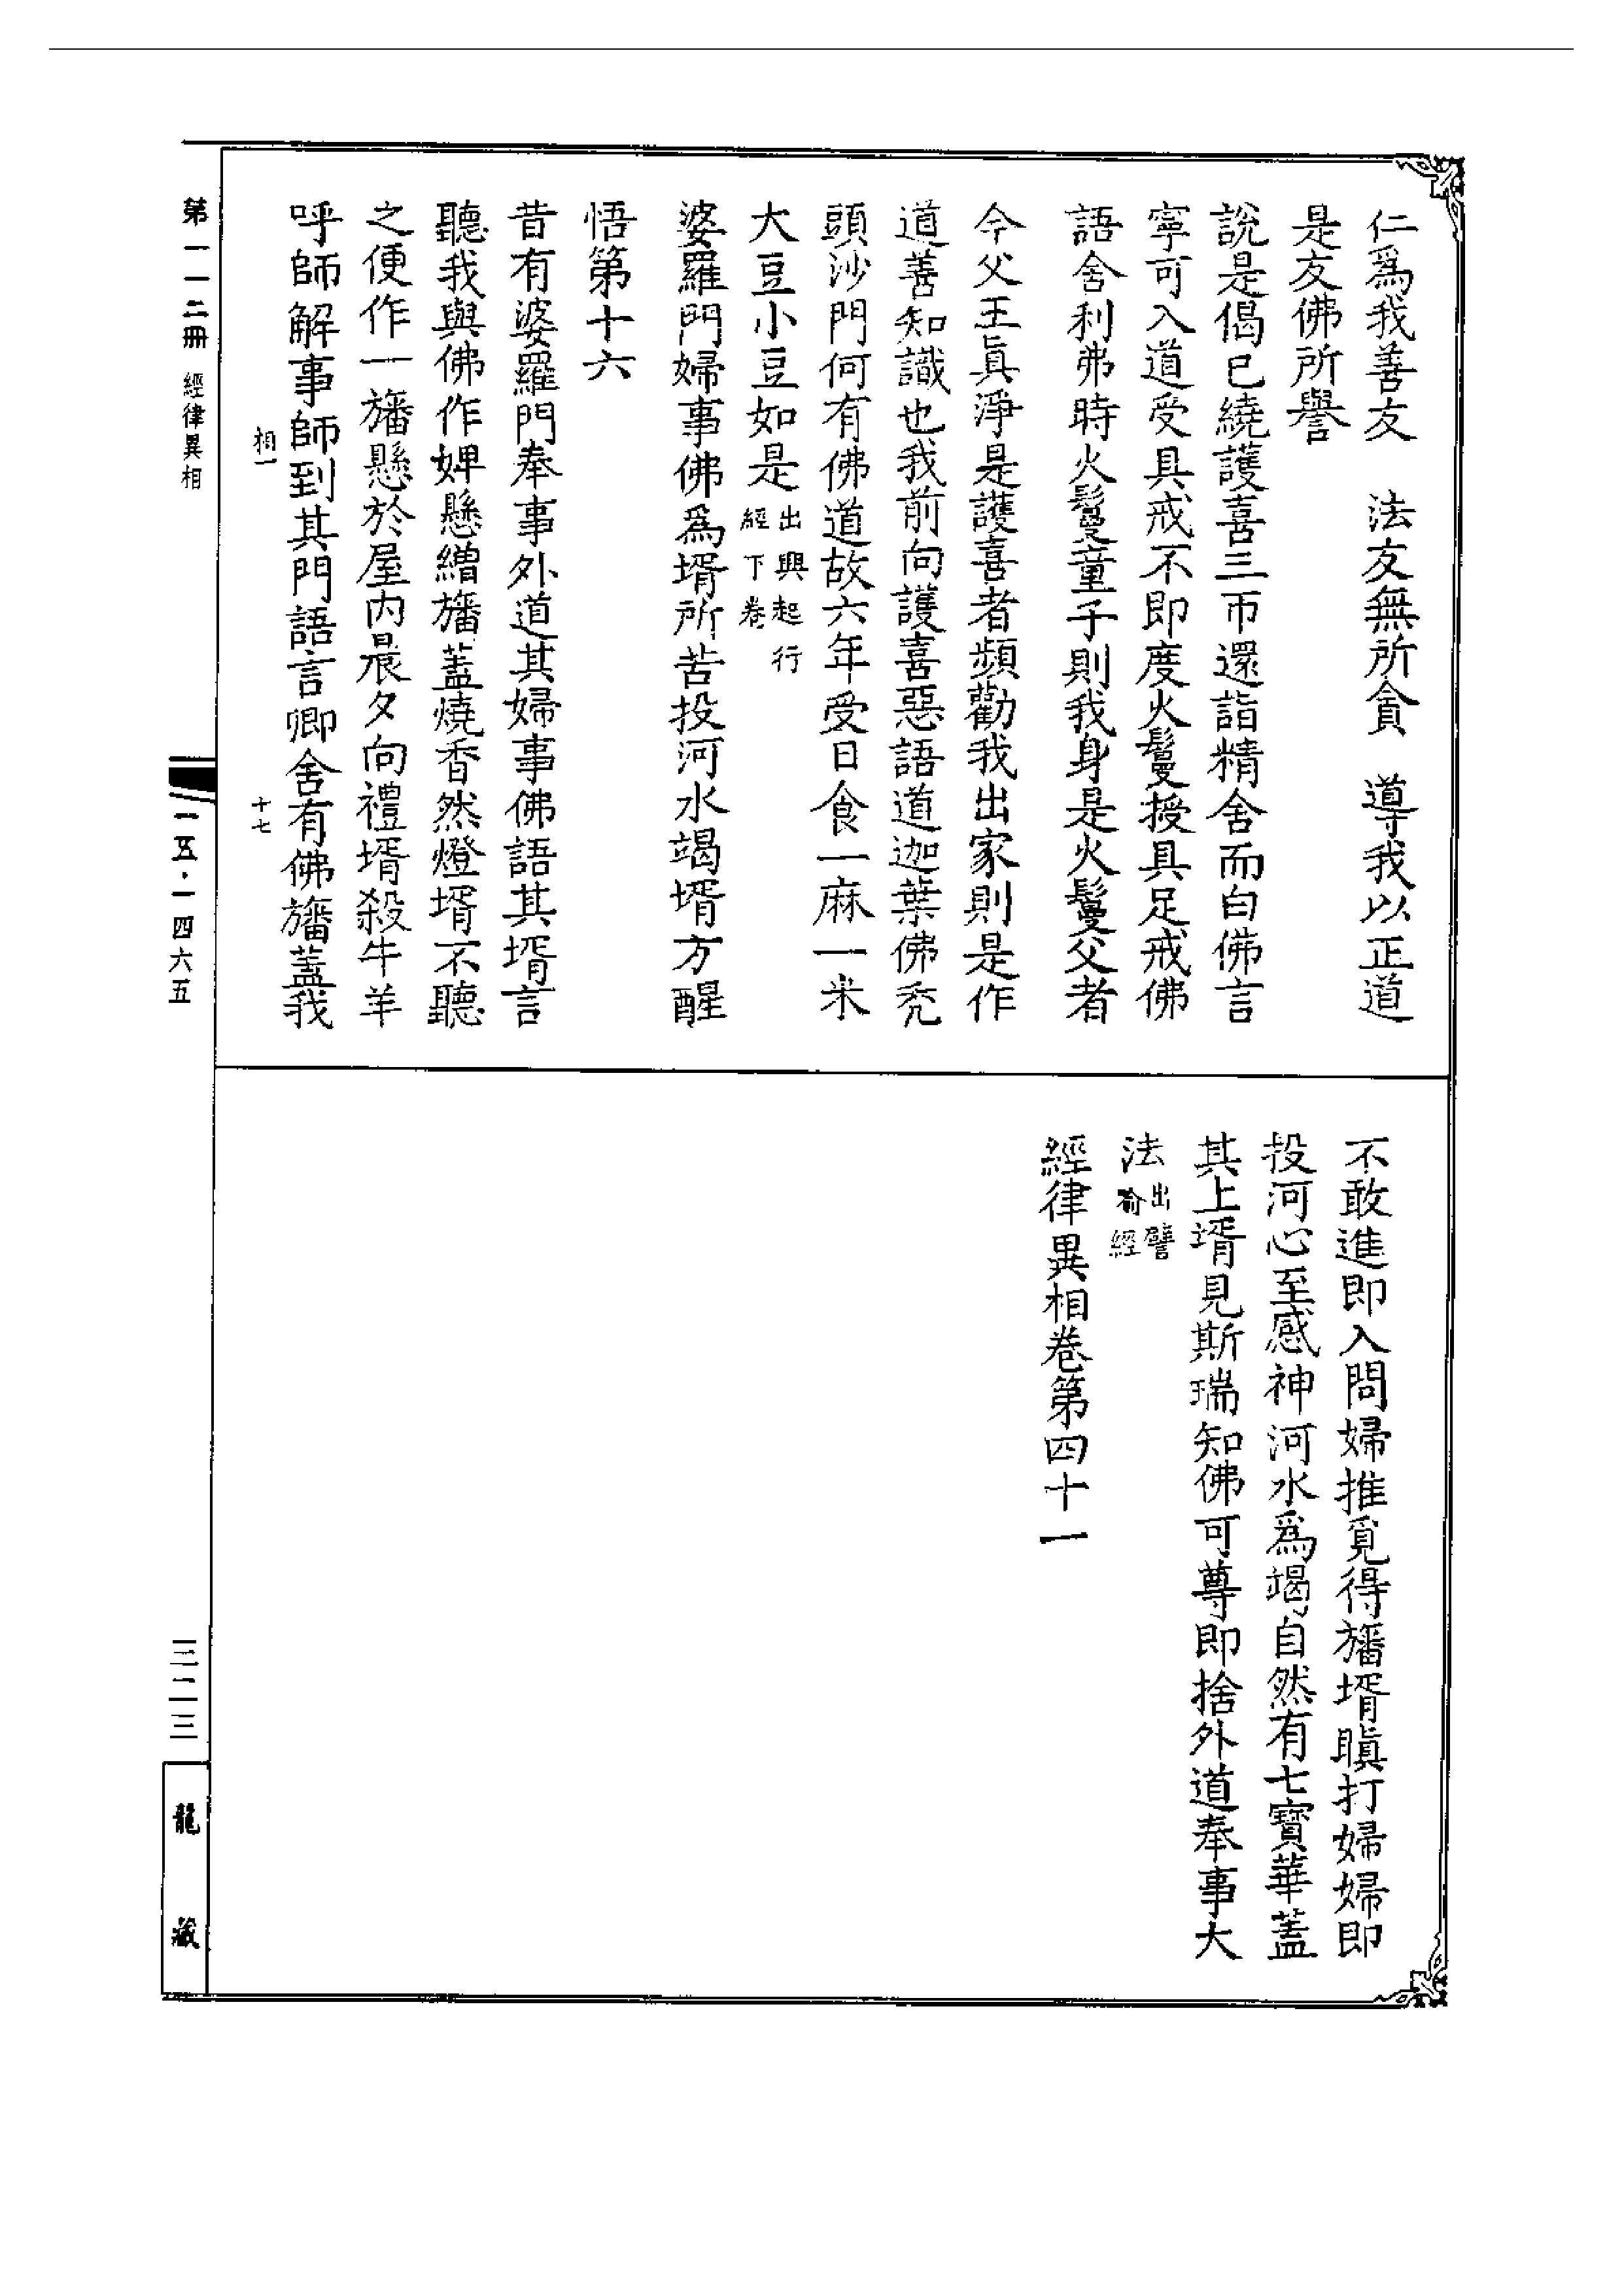 仁爲我善友　法友無所貪　導我以正道
是友佛所譽
說是偈已繞護喜三帀還詣精舍而白佛言
寧可入道受具戒不即度火鬘授具足戒佛
語舍利弗時火鬘童子則我身是火鬘父者
今父王眞淨是護喜者頻勸我出家則是作
道善知識也我前向護喜惡語道迦葉佛禿
頭沙門何有佛道故六年受日食一麻一米
大豆小豆如是出興起行
經下卷
婆羅門婦事佛爲壻所苦投河水竭壻方醒
悟第十六
昔有婆羅門奉事外道其婦事佛語其壻言
聽我與佛作婢懸繒旛蓋燒香然燈壻不聽
之便作一旛懸於屋內晨夕向禮壻殺牛羊
呼師解事師到其門語言卿舍有佛旛蓋我
相一　十七
不敢進即入問婦推覓得旛壻瞋打婦婦即
投河心至感神河水爲竭自然有七寶華蓋
其上壻見斯瑞知佛可尊即捨外道奉事大
法出譬
喻經
經律異相卷第四十一
第一一二冊　經律異相
一五·一四六五
三二三
龍藏